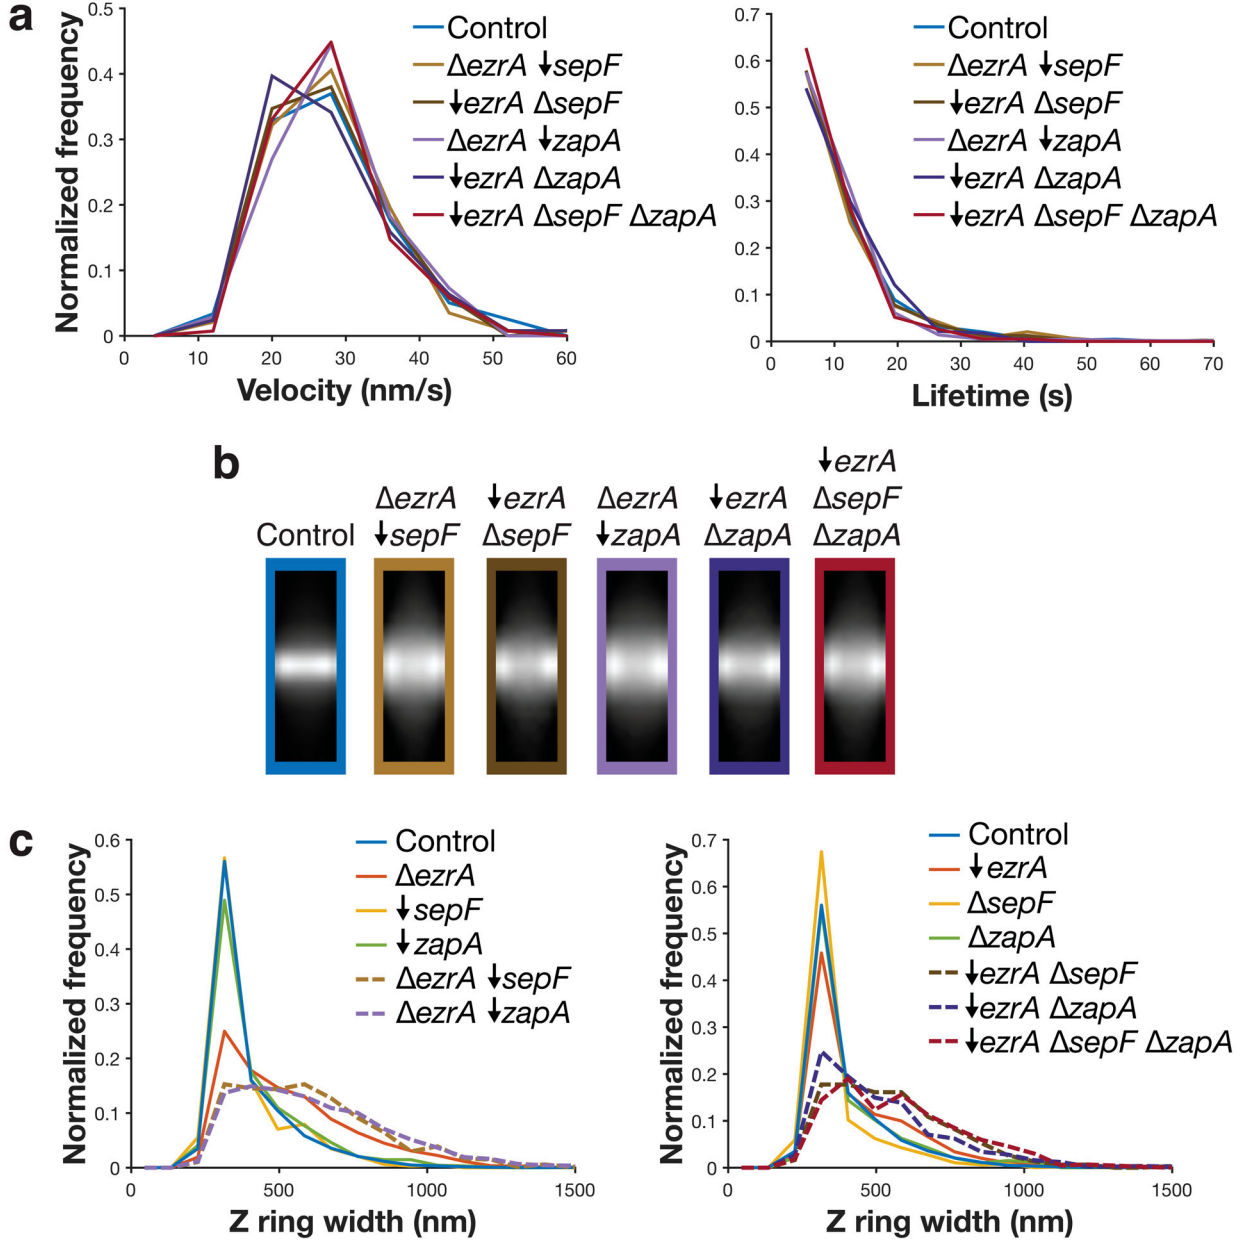 a
0.5
0.4
0.3
0.2
0.1
0
Normalized frequency
0 10 20 30 40 50 60
Velocity (nm/s)
Control
ΔezrA ↓sepF
↓ezrA ΔsepF
ΔezrA ↓zapA
↓ezrA ΔzapA
↓ezrA ΔsepF ΔzapA
0.7
0.6
0.5
0.4
0.3
0.2
0.1
0
0 10 20 30 40 50 60 70
Lifetime (s)
Control
ΔezrA ↓sepF
↓ezrA ΔsepF
ΔezrA ↓zapA
↓ezrA ΔzapA
↓ezrA ΔsepF ΔzapA
b
Control
ΔezrA
↓sepF
↓ezrA
ΔsepF
ΔezrA
↓zapA
↓ezrA
ΔzapA
↓ezrA
ΔsepF
ΔzapA
c
0.6
0.5
0.4
0.3
0.2
0.1
0
Normalized frequency
0 500 1000 1500
Z ring width (nm)
Control
ΔezrA
↓sepF
↓zapA
ΔezrA ↓sepF
ΔezrA ↓zapA
0.7
0.6
0.5
0.4
0.3
0.2
0.1
0
Normalized frequency
0 500 1000 1500
Z ring width (nm)
Control
↓ezrA
ΔsepF
ΔzapA
↓ezrA ΔsepF
↓ezrA ΔzapA
↓ezrA ΔsepF ΔzapA